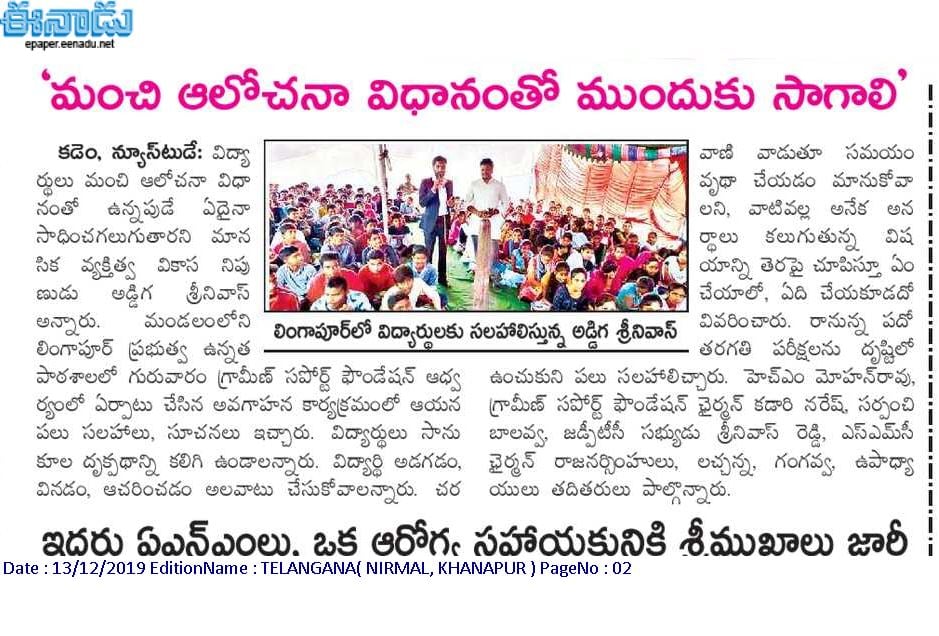 ఈనాడు
epaper.eenadu.net
‘మంచి ఆలోచనా విధానంతో ముందుకు సాగాలి’
కడెం, న్యూస్‌టుడే: విద్యా
ర్థులు మంచి ఆలోచనా విధా
నంతో ఉన్నపుడే ఏదైనా
సాధించగలుగుతారని మాన
సిక వ్యక్తిత్వ వికాస నిపు
ణుడు అడ్డిగ శ్రీనివాస్
అన్నారు. మండలంలోని
లింగాపూర్ ప్రభుత్వ ఉన్నత
పాఠశాలలో గురువారం గ్రామీణ్ సపోర్ట్ ఫౌండేషన్ ఆధ్వ
ర్యంలో ఏర్పాటు చేసిన అవగాహన కార్యక్రమంలో ఆయన
పలు సలహాలు, సూచనలు ఇచ్చారు. విద్యార్థులు సాను
కూల దృక్పథాన్ని కలిగి ఉండాలన్నారు. విద్యార్థి అడగడం,
వినడం, ఆచరించడం అలవాటు చేసుకోవాలన్నారు. చర
లింగాపూర్‌లో విద్యార్థులకు సలహాలిస్తున్న అడ్డిగ శ్రీనివాస్
వాణి వాడుతూ సమయం
వృథా చేయడం మానుకోవా
లని, వాటివల్ల అనేక అన
ర్థాలు కలుగుతున్న విష
యాన్ని తెరపై చూపిస్తూ ఏం
చేయాలో, ఏది చేయకూడదో
వివరించారు. రానున్న పదో
తరగతి పరీక్షలను దృష్టిలో
ఉంచుకుని పలు సలహాలిచ్చారు. హెచ్ఎం మోహన్‌రావు,
గ్రామీణ్ సపోర్ట్ ఫౌండేషన్ ఛైర్మన్ కడారి నరేష్, సర్పంచి
బాలవ్వ, జడ్పీటీసీ సభ్యుడు శ్రీనివాస్ రెడ్డి, ఎస్ఎమ్‌సీ
ఛైర్మన్ రాజనర్సింహులు, లచ్చన్న, గంగవ్వ, ఉపాధ్యా
యులు తదితరులు పాల్గొన్నారు.
ఇద్దరు ఏఎన్ఎంలు, ఒక ఆరోగ్య సహాయకునికి శ్రీముఖాలు జారీ
Date : 13/12/2019 EditionName : TELANGANA( NIRMAL, KHANAPUR ) PageNo : 02